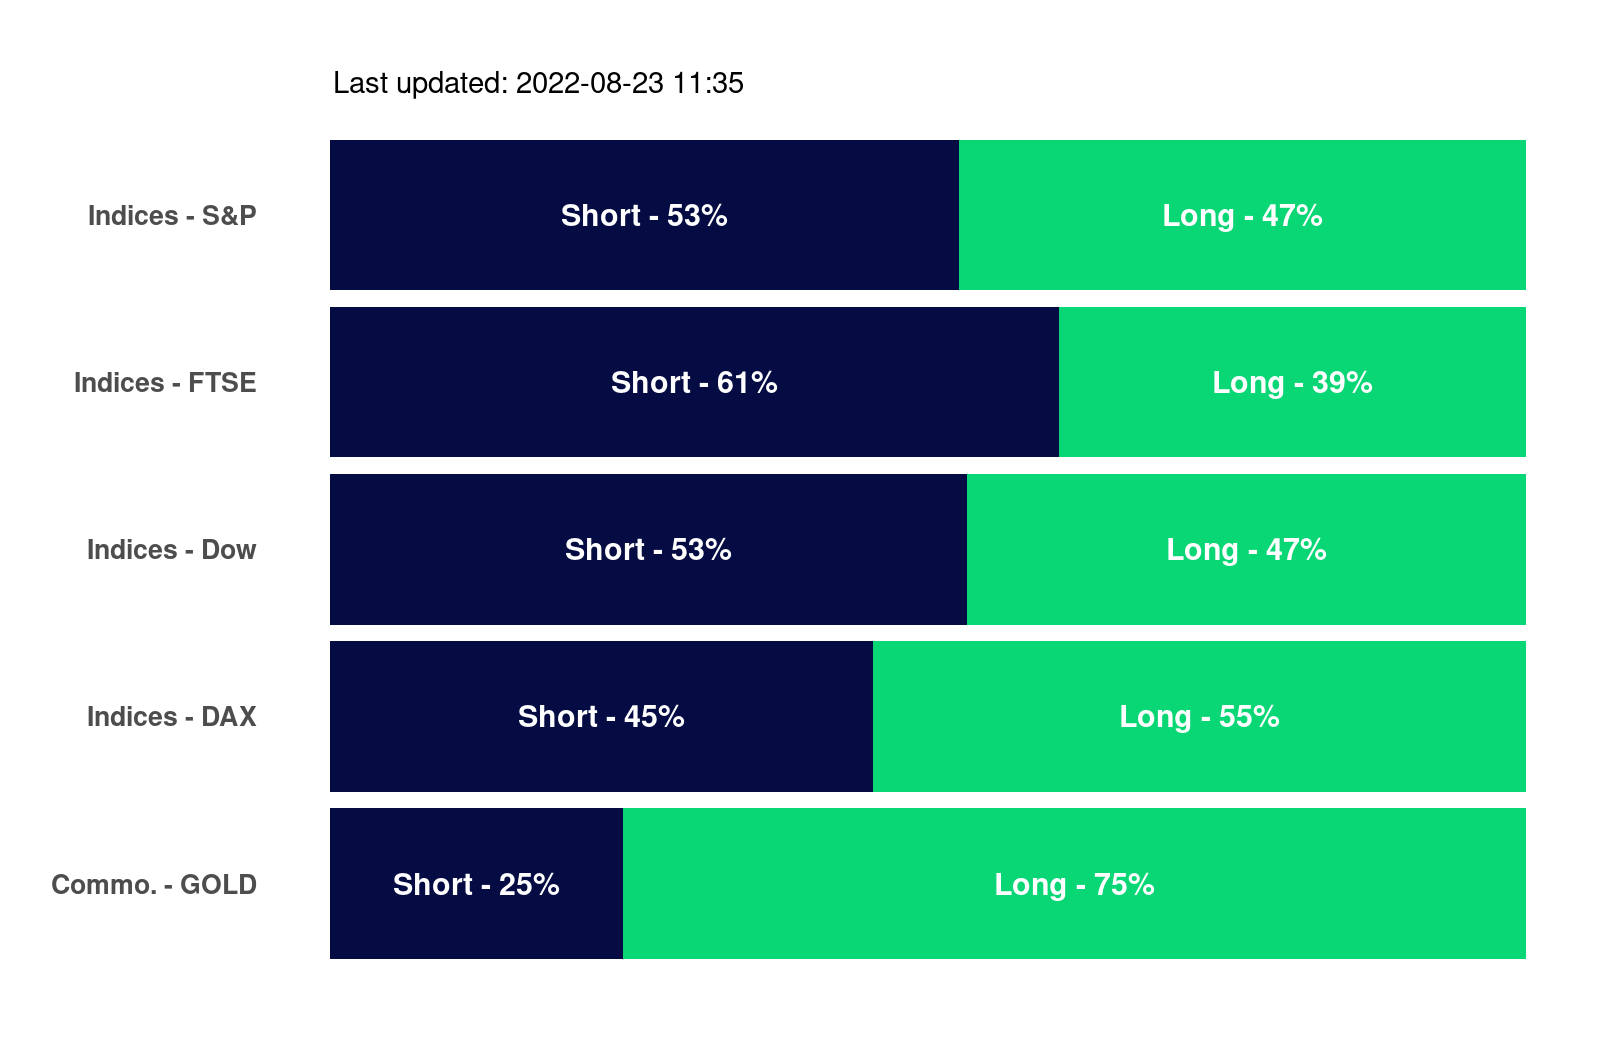 Last updated: 2022-08-23 11:35
Indices - S&P Short - 53% Long - 47%
Indices - FTSE Short - 61% Long - 39%
Indices - Dow Short - 53% Long - 47%
Indices - DAX Short - 45% Long - 55%
Commo. - GOLD Short - 25% Long - 75%